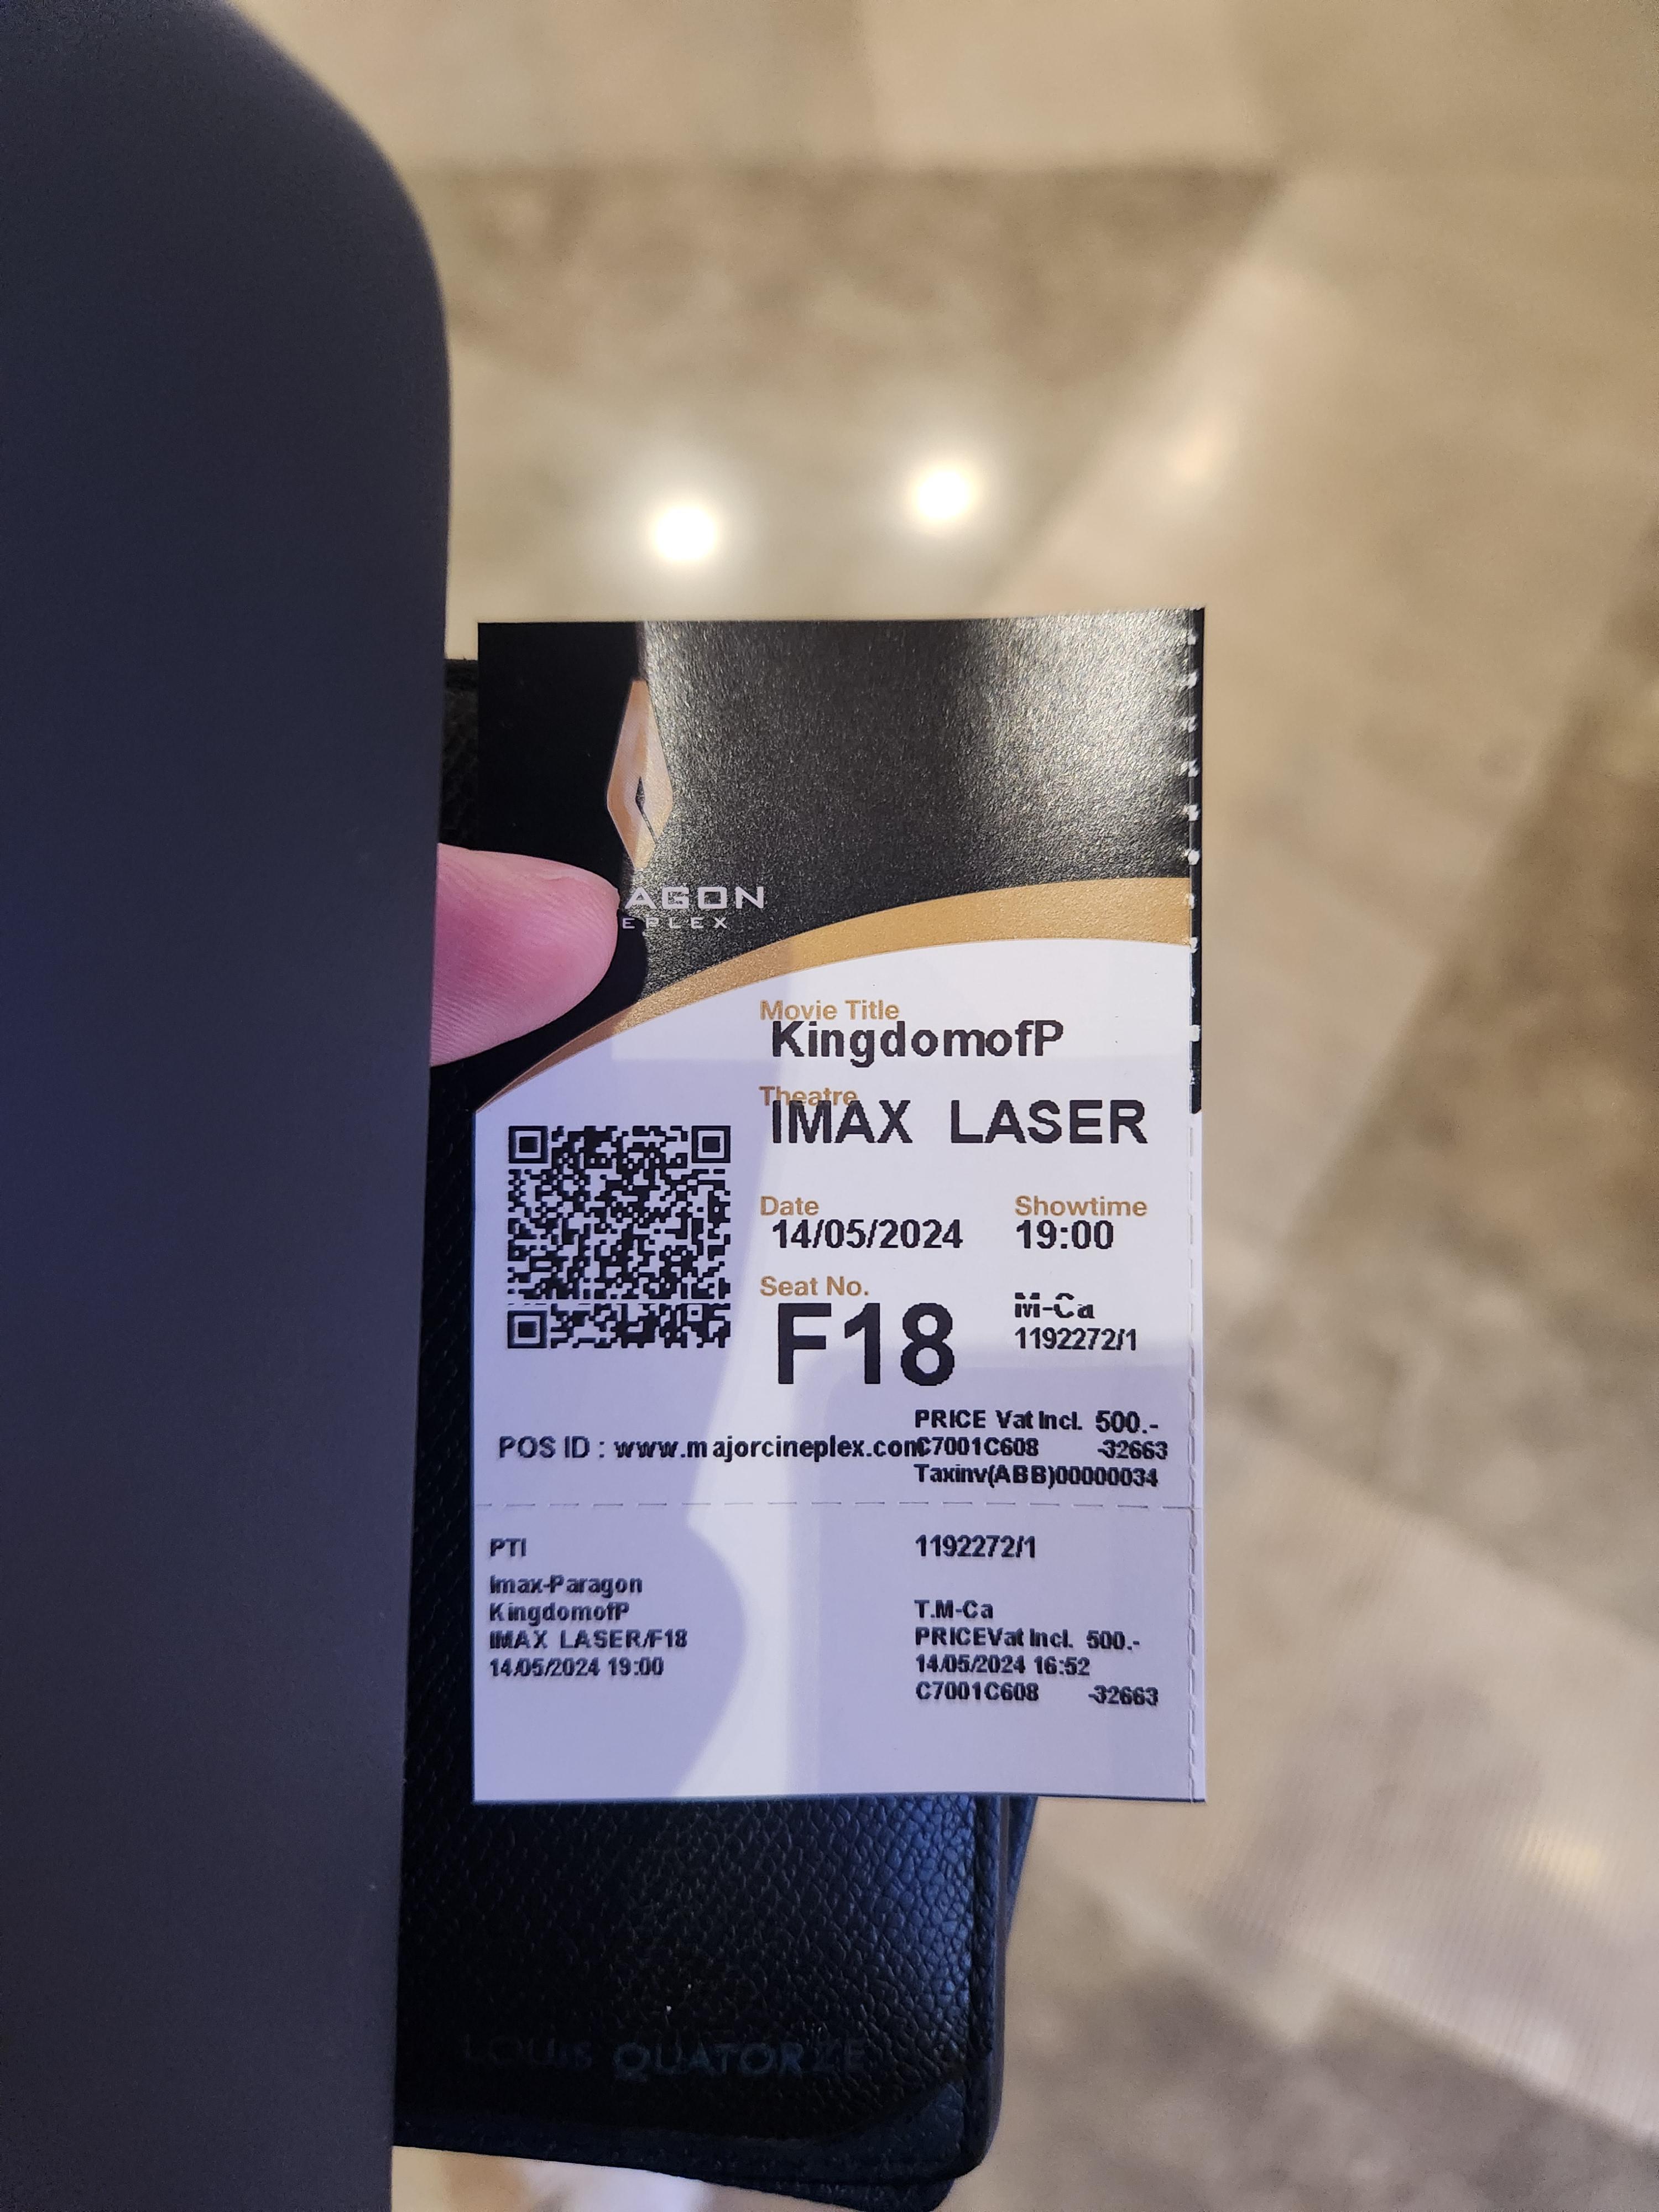 AGON
EPLEX
Movie Title
KingdomofP
Theatre
IMAX LASER
Date Showtime
14/05/2024 19:00
Seat No.
F18
M-Ca
1192272/1
PRICE Vat Incl. 500.-
POS ID : www.majorcineplex.com C7001C608 -32663
Taxinv(ABB)00000034
PTI 1192272/1
Imax-Paragon
KingdomofP T.M-Ca
IMAX LASER/F18 PRICEVat Incl. 500.-
14/05/2024 19:00 14/05/2024 16:52
C7001C608 -32663
LOUIS QUATORZE